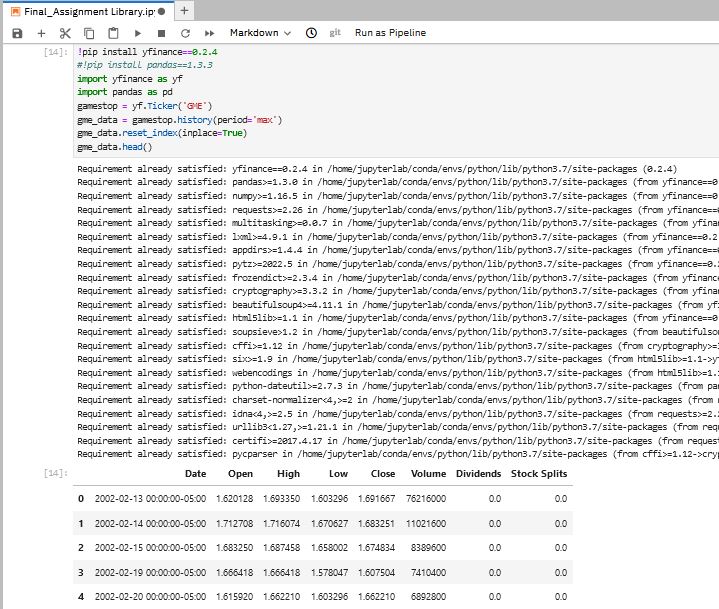 Final_Assignment Library.ipy
Markdown git Run as Pipeline
[14]: !pip install yfinance==0.2.4
#!pip install pandas==1.3.3
import yfinance as yf
import pandas as pd
gamestop = yf.Ticker('GME')
gme_data = gamestop.history(period='max')
gme_data.reset_index(inplace=True)
gme_data.head()
Requirement already satisfied: yfinance==0.2.4 in /home/jupyterlab/conda/envs/python/lib/python3.7/site-packages (0.2.4)
Requirement already satisfied: pandas>=1.3.0 in /home/jupyterlab/conda/envs/python/lib/python3.7/site-packages (from yfinance==0
Requirement already satisfied: numpy>=1.16.5 in /home/jupyterlab/conda/envs/python/lib/python3.7/site-packages (from yfinance==0
Requirement already satisfied: requests>=2.26 in /home/jupyterlab/conda/envs/python/lib/python3.7/site-packages (from yfinance==
Requirement already satisfied: multitasking>=0.0.7 in /home/jupyterlab/conda/envs/python/lib/python3.7/site-packages (from yfinan
Requirement already satisfied: lxml>=4.9.1 in /home/jupyterlab/conda/envs/python/lib/python3.7/site-packages (from yfinance==0.2
Requirement already satisfied: appdirs>=1.4.4 in /home/jupyterlab/conda/envs/python/lib/python3.7/site-packages (from yfinance==
Requirement already satisfied: pytz>=2022.5 in /home/jupyterlab/conda/envs/python/lib/python3.7/site-packages (from yfinance==0.
Requirement already satisfied: frozendict>=2.3.4 in /home/jupyterlab/conda/envs/python/lib/python3.7/site-packages (from yfinance
Requirement already satisfied: cryptography>=3.3.2 in /home/jupyterlab/conda/envs/python/lib/python3.7/site-packages (from yfinan
Requirement already satisfied: beautifulsoup4>=4.11.1 in /home/jupyterlab/conda/envs/python/lib/python3.7/site-packages (from yf
Requirement already satisfied: html5lib>=1.1 in /home/jupyterlab/conda/envs/python/lib/python3.7/site-packages (from yfinance==0
Requirement already satisfied: soupsieve>1.2 in /home/jupyterlab/conda/envs/python/lib/python3.7/site-packages (from beautifulso
Requirement already satisfied: cffi>=1.12 in /home/jupyterlab/conda/envs/python/lib/python3.7/site-packages (from cryptography>=
Requirement already satisfied: six>=1.9 in /home/jupyterlab/conda/envs/python/lib/python3.7/site-packages (from html5lib>=1.1->y
Requirement already satisfied: webencodings in /home/jupyterlab/conda/envs/python/lib/python3.7/site-packages (from html5lib>=1.
Requirement already satisfied: python-dateutil>=2.7.3 in /home/jupyterlab/conda/envs/python/lib/python3.7/site-packages (from pa
Requirement already satisfied: charset-normalizer<4,>=2 in /home/jupyterlab/conda/envs/python/lib/python3.7/site-packages (from
Requirement already satisfied: idna<4,>=2.5 in /home/jupyterlab/conda/envs/python/lib/python3.7/site-packages (from requests>=2.
Requirement already satisfied: urllib3<1.27,>=1.21.1 in /home/jupyterlab/conda/envs/python/lib/python3.7/site-packages (from req
Requirement already satisfied: certifi>=2017.4.17 in /home/jupyterlab/conda/envs/python/lib/python3.7/site-packages (from request
Requirement already satisfied: pycparser in /home/jupyterlab/conda/envs/python/lib/python3.7/site-packages (from cffi>=1.12->cryp
[14]: Date Open High Low Close Volume Dividends Stock Splits
0 2002-02-13 00:00:00-05:00 1.620128 1.693350 1.603296 1.691667 76216000 0.0 0.0
1 2002-02-14 00:00:00-05:00 1.712708 1.716074 1.670627 1.683251 11021600 0.0 0.0
2 2002-02-15 00:00:00-05:00 1.683250 1.687458 1.658002 1.674834 8389600 0.0 0.0
3 2002-02-19 00:00:00-05:00 1.666418 1.666418 1.578047 1.607504 7410400 0.0 0.0
4 2002-02-20 00:00:00-05:00 1.615920 1.662210 1.603296 1.662210 6892800 0.0 0.0